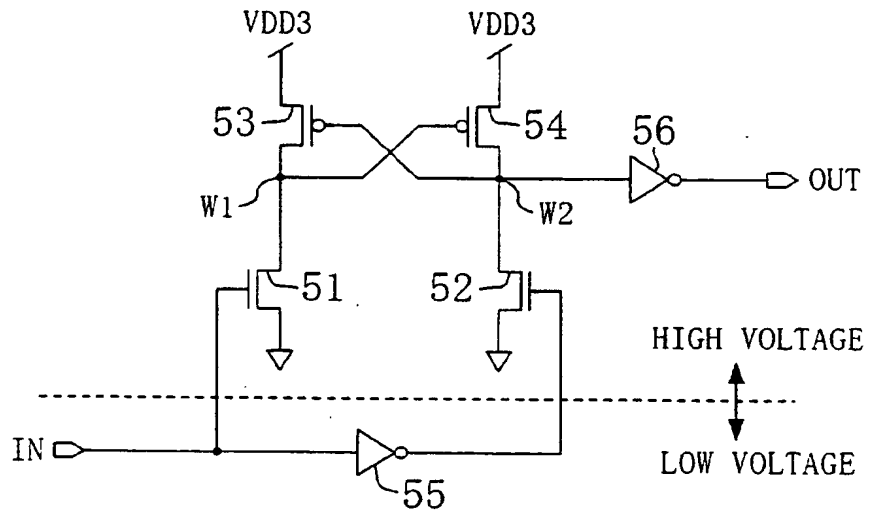 VDD3
VDD3
53
54
56
OUT
W1
W2
51
52
HIGH VOLTAGE
IN
LOW VOLTAGE
55